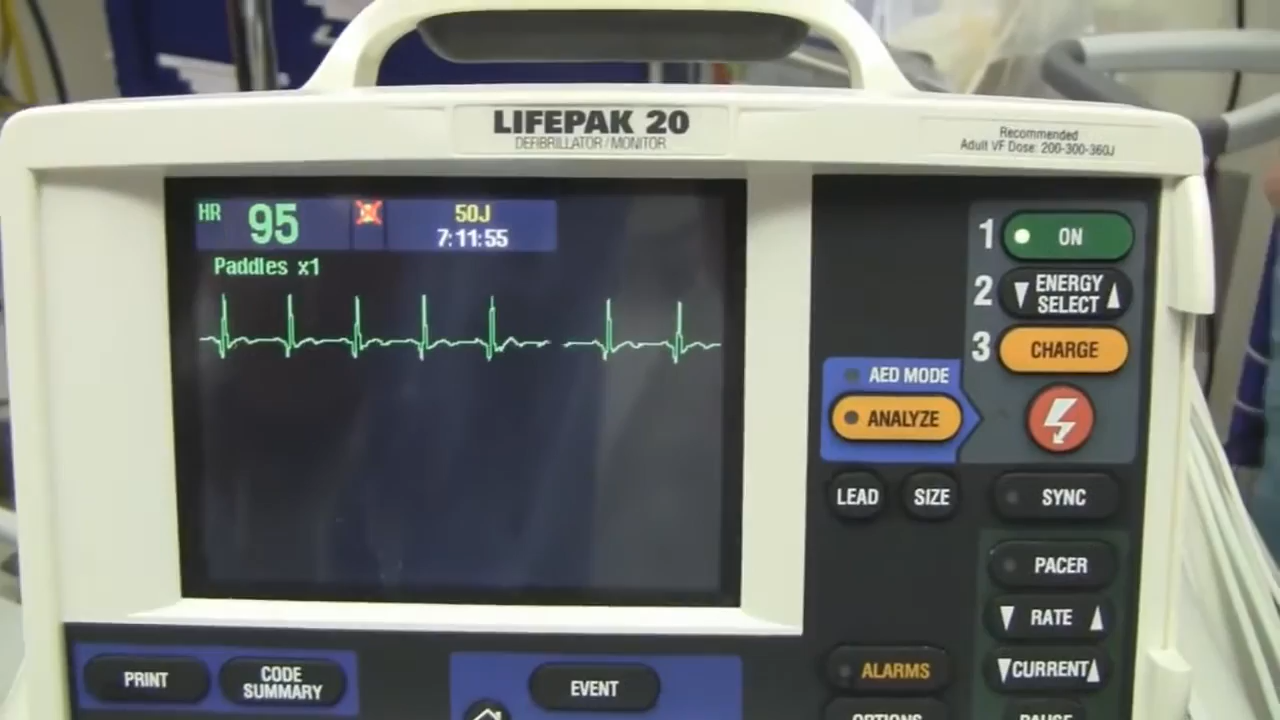 LIFEPAK 20
DEFIBRILLATOR/MONITOR
Recommended
Adult VF Dose: 200-300-360J
HR 95
50J
7:11:55
Paddles x1
1 ON
2 ENERGY
SELECT
3 CHARGE
AED MODE
ANALYZE
LEAD
SIZE
SYNC
PACER
RATE
CURRENT
ALARMS
OPTIONS
PAUSE
PRINT
CODE
SUMMARY
EVENT